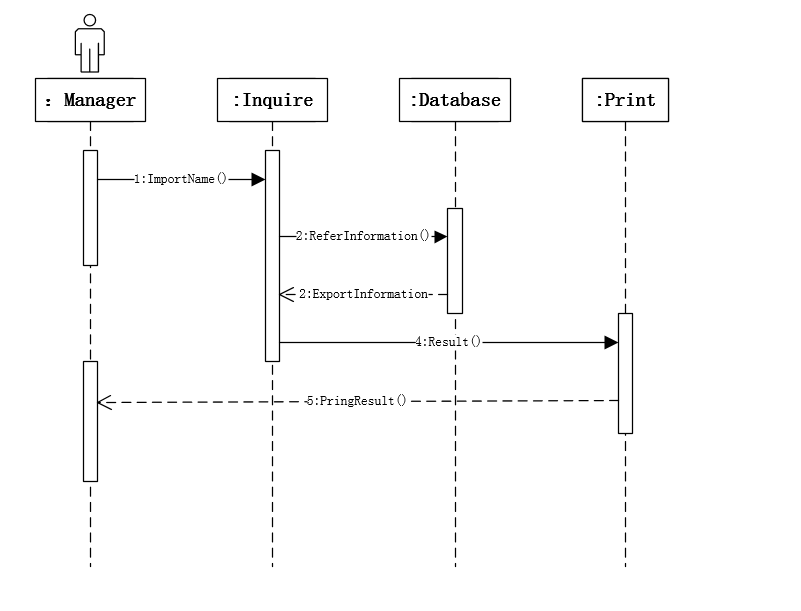 ：Manager
:Inquire
:Database
:Print
1:ImportName()
2:ReferInformation()
2:ExportInformation
4:Result()
5:PringResult()